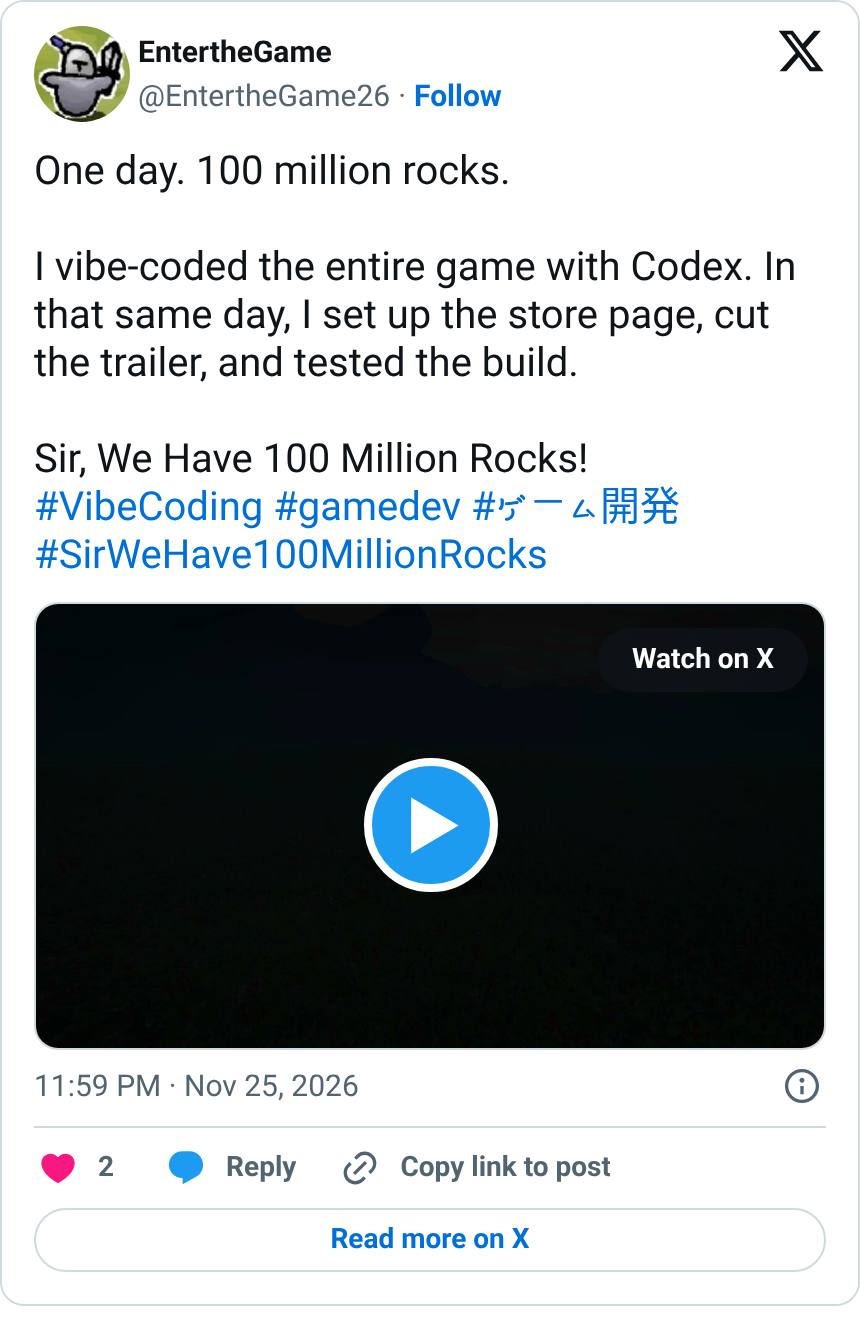 EntertheGame
@EntertheGame26 · Follow
One day. 100 million rocks.
I vibe-coded the entire game with Codex. In
that same day, I set up the store page, cut
the trailer, and tested the build.
Sir, We Have 100 Million Rocks!
#VibeCoding #gamedev #ゲーム開発
#SirWeHave100MillionRocks
Watch on X
11:59 PM · Nov 25, 2026
2 Reply Copy link to post
Read more on X